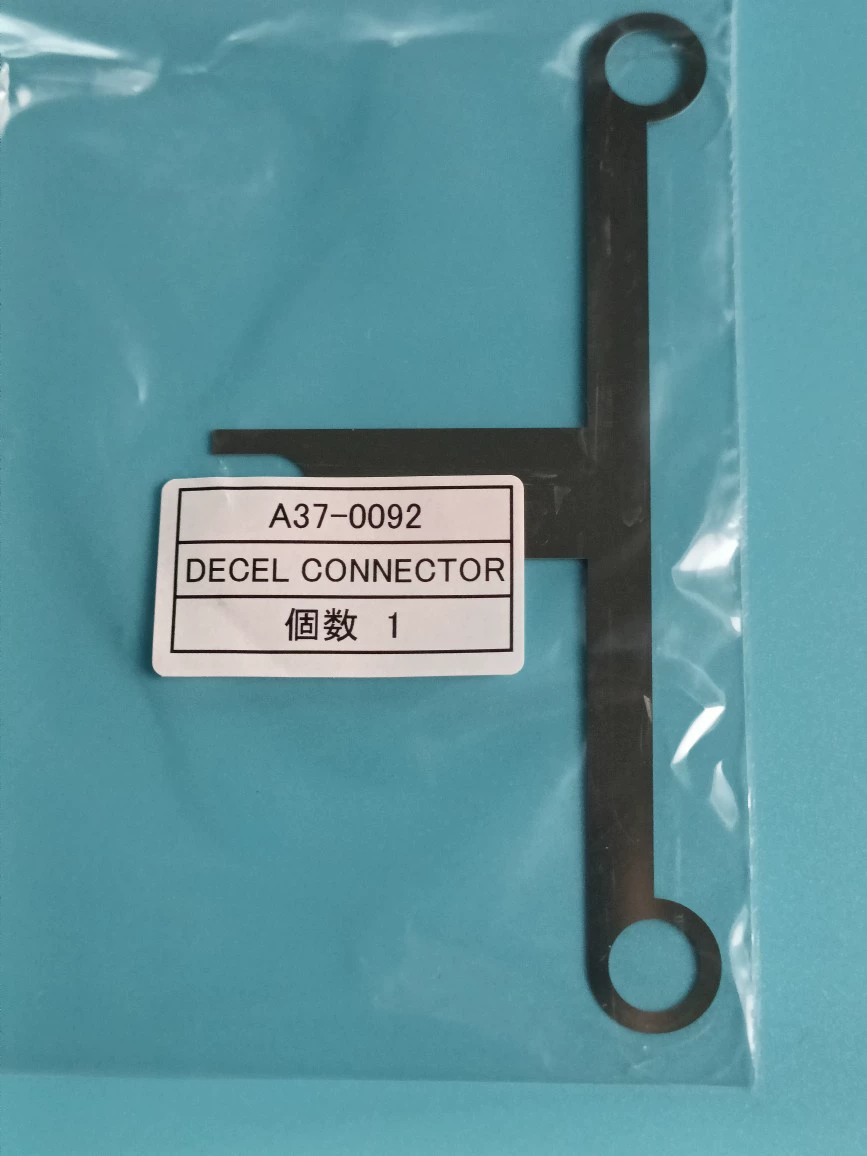 A37-0092
DECEL CONNECTOR
個数 1